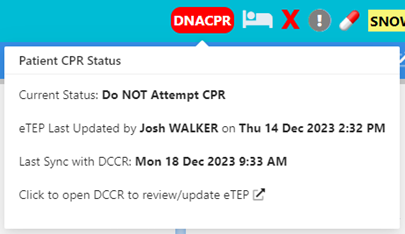 DNACPR X ! SNOW
Patient CPR Status
Current Status: Do NOT Attempt CPR
eTEP Last Updated by Josh WALKER on Thu 14 Dec 2023 2:32 PM
Last Sync with DCCR: Mon 18 Dec 2023 9:33 AM
Click to open DCCR to review/update eTEP